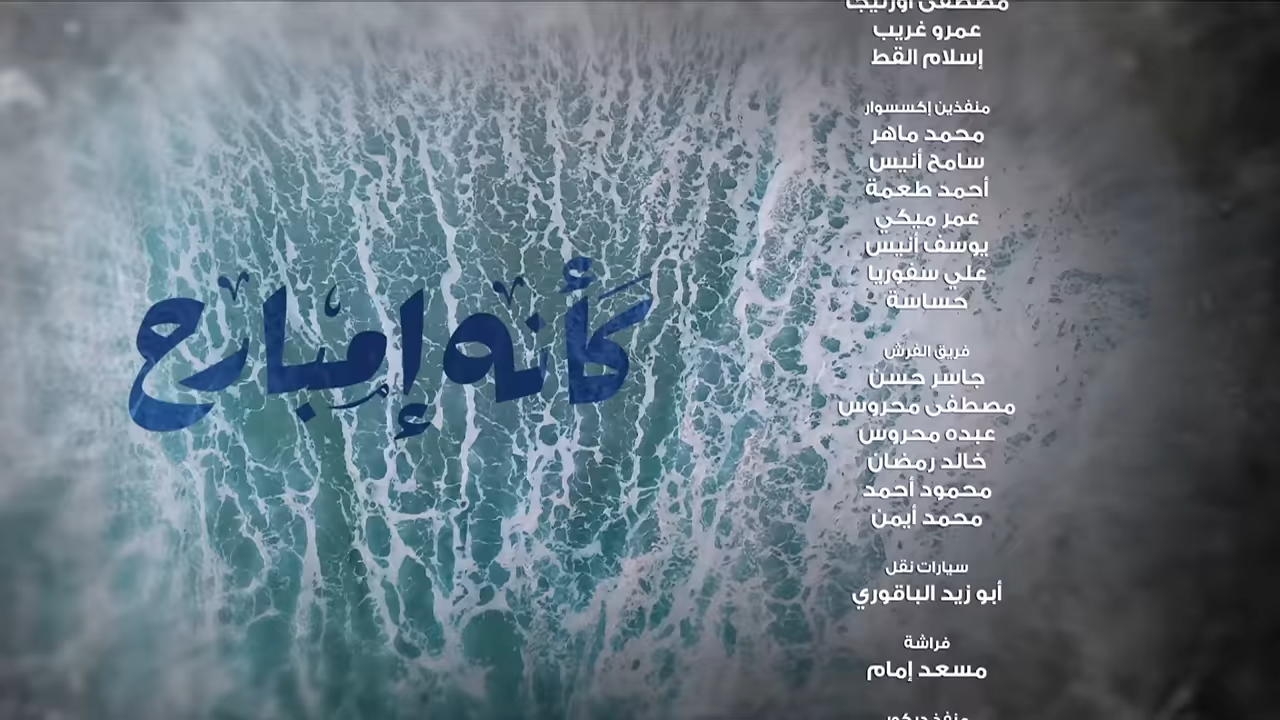 كأنه إمبارح
عمرو غريب
إسلام القط
منفذين إكسسوار
محمد ماهر
سامح أنيس
أحمد طعمة
عمر ميكي
يوسف أنيس
علي سفوريا
حساسة
فريق الفرش
جاسر حسن
مصطفى محروس
عبده محروس
خالد رمضان
محمود أحمد
محمد أيمن
سيارات نقل
أبو زيد الباقوري
فراشة
مسعد إمام